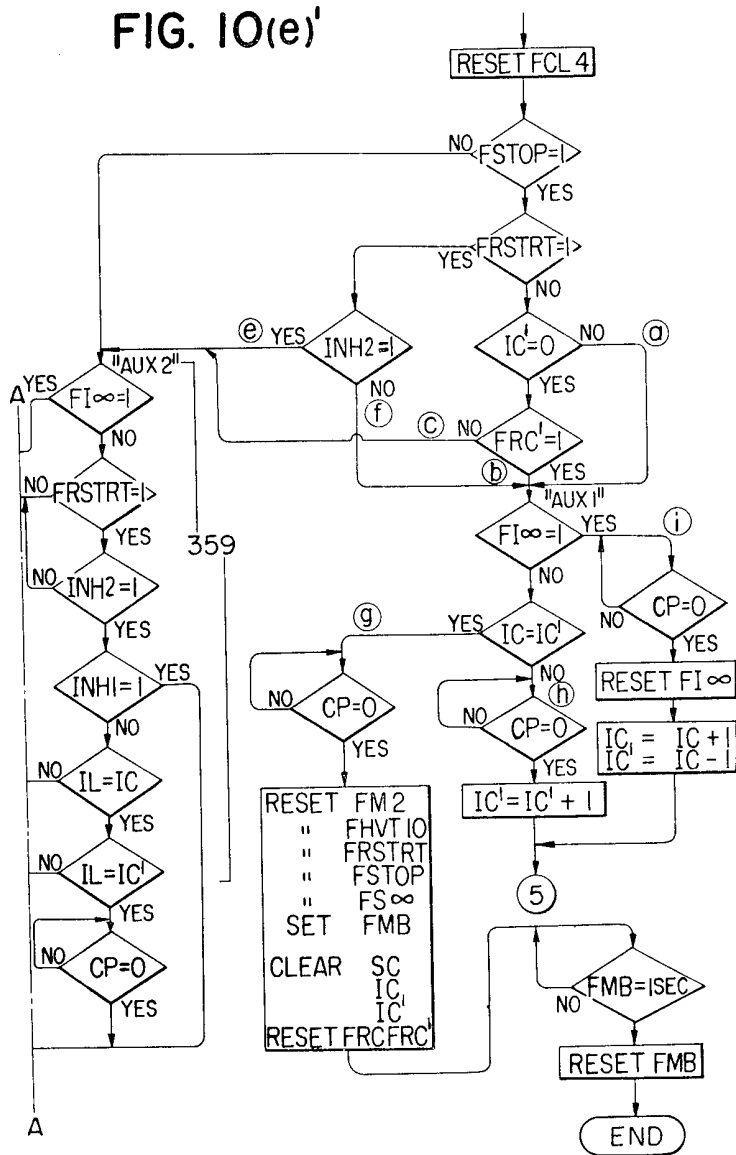 FIG. 10(e)'
RESET FCL 4
FSTOP=1
NO
YES
FRSTRT=1
YES
NO
INH2=1
e YES
NO
f
IC'=0
NO
a
YES
FRC'=1
c NO
b YES
"AUX 1"
"AUX 2"
A
YES
FI∞=1
NO
FRSTRT=1
NO
YES
INH2=1
NO
YES
INH1=1
YES
NO
IL=IC
NO
YES
IL=IC'
NO
YES
CP=0
NO
YES
A
359
FI∞=1
YES
i
NO
CP=0
NO
YES
RESET FI∞
IC = IC+1
IC' = IC-1
IC=IC'
YES
g
NO
h
CP=0
NO
YES
IC'=IC'+1
5
CP=0
NO
YES
RESET FM2
" FHVT10
" FRSTRT
" FSTOP
" FS∞
SET FMB
CLEAR SC
IC
IC'
RESET FRC FRC'
FMB=1SEC
NO
RESET FMB
END